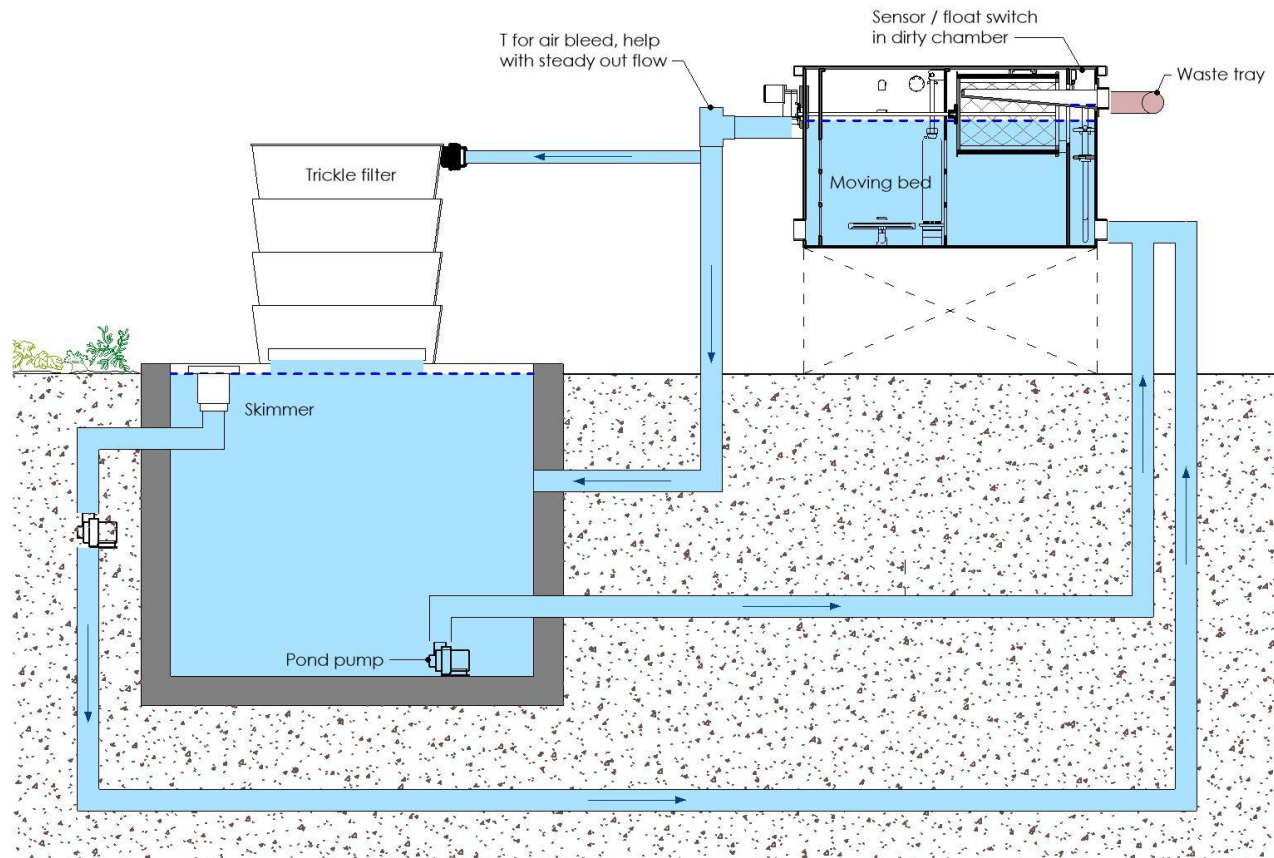 Sensor / float switch
in dirty chamber
T for air bleed, help
with steady out flow
Waste tray
Trickle filter
Moving bed
Skimmer
Pond pump